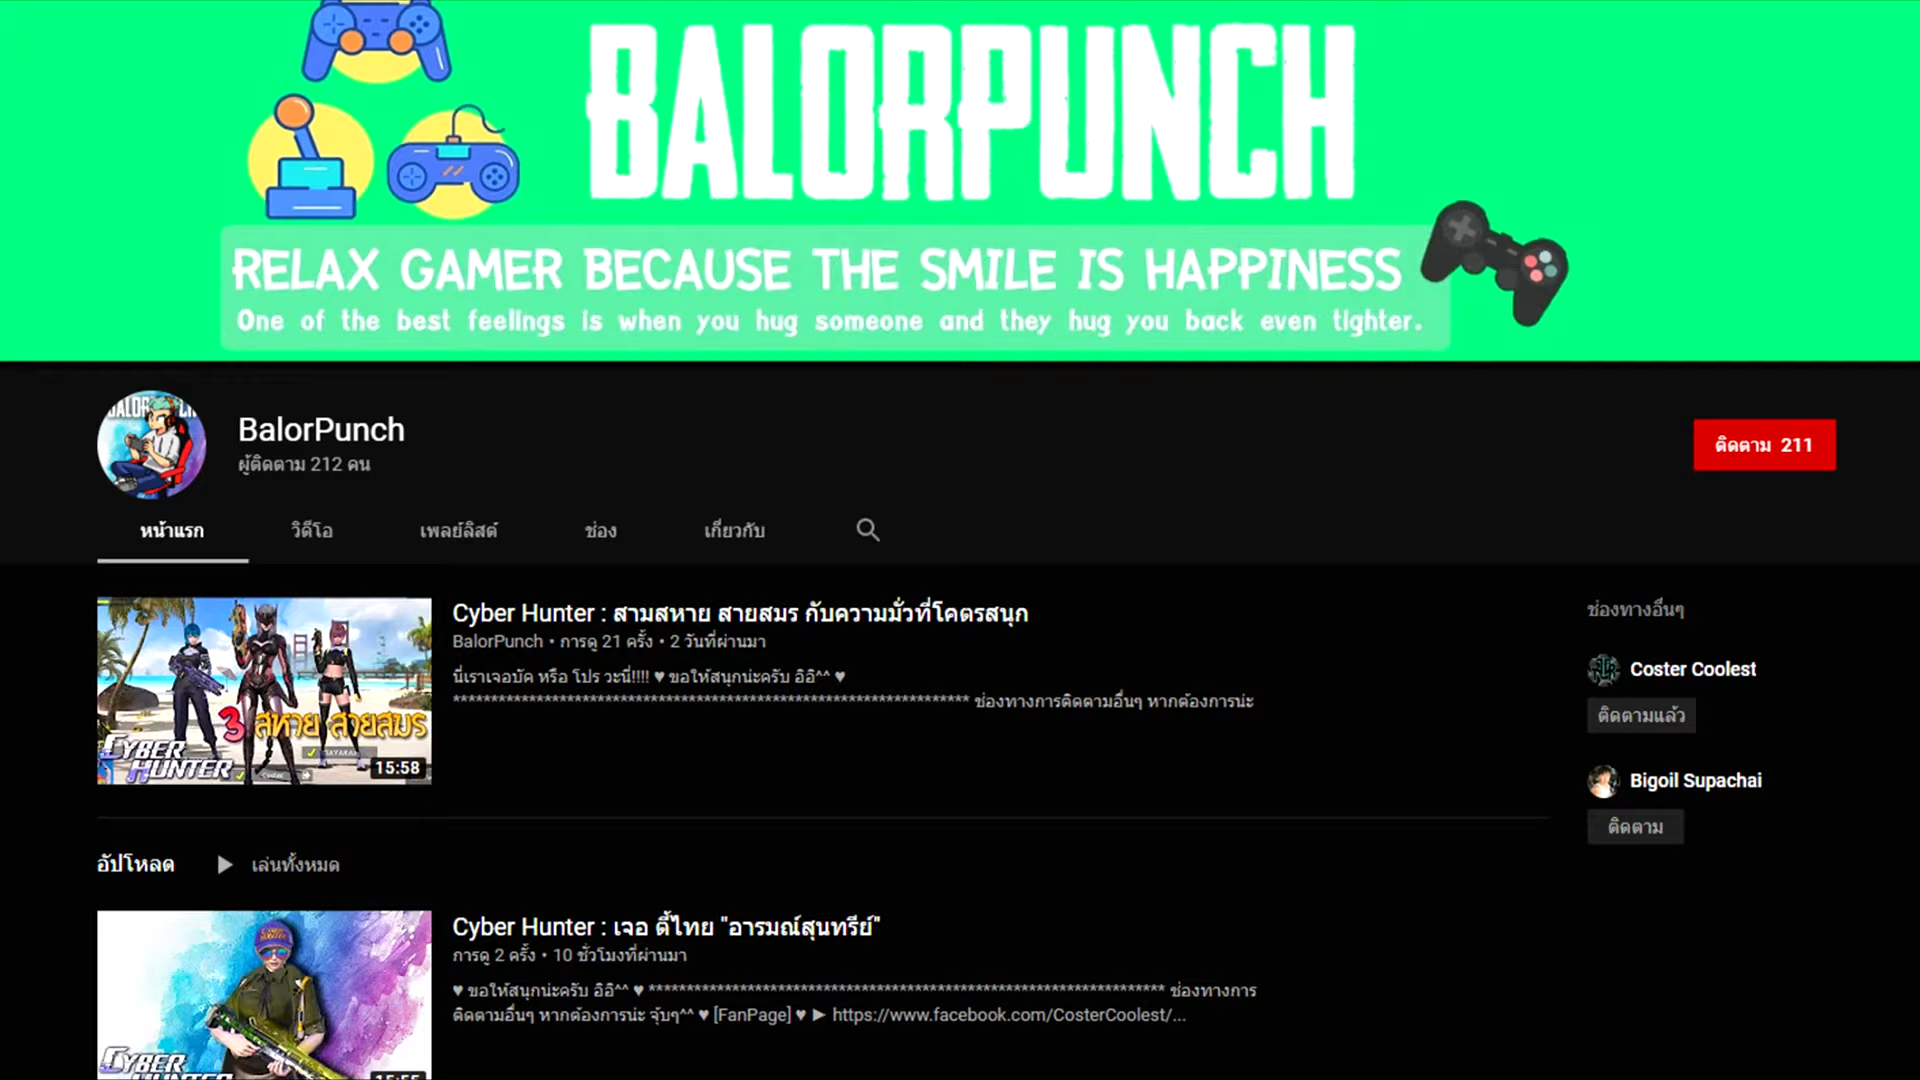 BALORPUNCH
RELAX GAMER BECAUSE THE SMILE IS HAPPINESS
One of the best feelings is when you hug someone and they hug you back even tighter.
BalorPunch
ผู้ติดตาม 212 คน
ติดตาม 211
หน้าแรก วิดีโอ เพลย์ลิสต์ ช่อง เกี่ยวกับ
Cyber Hunter : สามสหาย สายสมร กับความมั่วที่โคตรสนุก
BalorPunch • การดู 21 ครั้ง • 2 วันที่ผ่านมา
นี่เราเจอบัค หรือ โปร วะนี่!!!! ♥ ขอให้สนุกน่ะครับ อิอิ^^ ♥
********************************************************************* ช่องทางการติดตามอื่นๆ หากต้องการน่ะ
3 สหาย สายสมร
CYBER HUNTER
15:58
ช่องทางอื่นๆ
Coster Coolest
ติดตามแล้ว
Bigoil Supachai
ติดตาม
อัปโหลด ▶ เล่นทั้งหมด
Cyber Hunter : เจอ ตี้ไทย "อารมณ์สุนทรีย์"
การดู 2 ครั้ง • 10 ชั่วโมงที่ผ่านมา
♥ ขอให้สนุกน่ะครับ อิอิ^^ ♥ ********************************************************************* ช่องทางการ
ติดตามอื่นๆ หากต้องการน่ะ จุ้บๆ^^ ♥ [FanPage] ♥ ► https://www.facebook.com/CosterCoolest/...
CYBER HUNTER
15:55